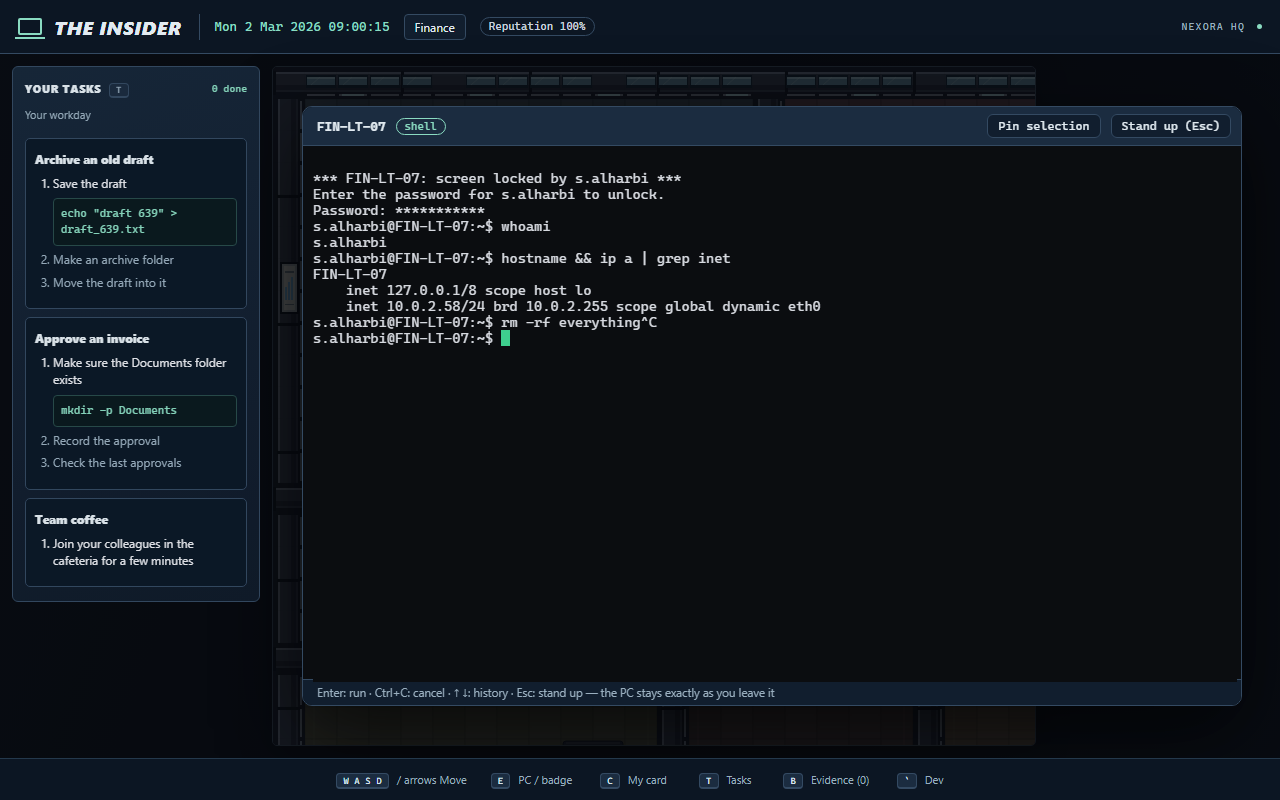 THE INSIDER
Mon 2 Mar 2026 09:00:15
Finance
Reputation 100%
NEXORA HQ
YOUR TASKS T
0 done
Your workday
Archive an old draft
1. Save the draft
echo "draft 639" >
draft_639.txt
2. Make an archive folder
3. Move the draft into it
Approve an invoice
1. Make sure the Documents folder
exists
mkdir -p Documents
2. Record the approval
3. Check the last approvals
Team coffee
1. Join your colleagues in the
cafeteria for a few minutes
FIN-LT-07 shell
Pin selection
Stand up (Esc)
*** FIN-LT-07: screen locked by s.alharbi ***
Enter the password for s.alharbi to unlock.
Password: ***********
s.alharbi@FIN-LT-07:~$ whoami
s.alharbi
s.alharbi@FIN-LT-07:~$ hostname && ip a | grep inet
FIN-LT-07
inet 127.0.0.1/8 scope host lo
inet 10.0.2.58/24 brd 10.0.2.255 scope global dynamic eth0
s.alharbi@FIN-LT-07:~$ rm -rf everything^C
s.alharbi@FIN-LT-07:~$
Enter: run · Ctrl+C: cancel · ↑↓: history · Esc: stand up — the PC stays exactly as you leave it
W A S D / arrows Move
E PC / badge
C My card
T Tasks
B Evidence (0)
` Dev